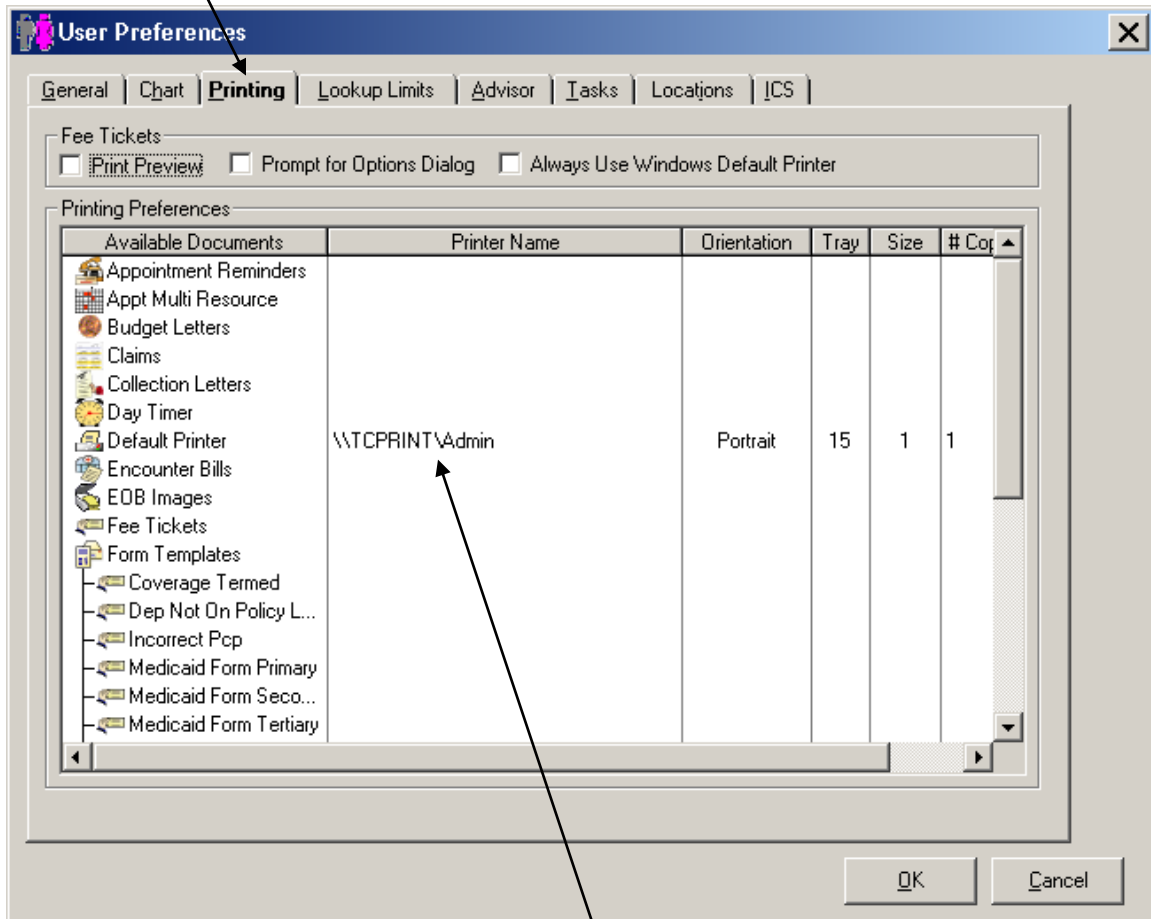 User Preferences
General Chart Printing Lookup Limits Advisor Tasks Locations ICS
Fee Tickets
Print Preview Prompt for Options Dialog Always Use Windows Default Printer
Printing Preferences
Available Documents Printer Name Orientation Tray Size # Cop
Appointment Reminders
Appt Multi Resource
Budget Letters
Claims
Collection Letters
Day Timer
Default Printer \\TCPRINT\Admin Portrait 15 1 1
Encounter Bills
EOB Images
Fee Tickets
Form Templates
Coverage Termed
Dep Not On Policy L...
Incorrect Pcp
Medicaid Form Primary
Medicaid Form Seco...
Medicaid Form Tertiary
OK Cancel